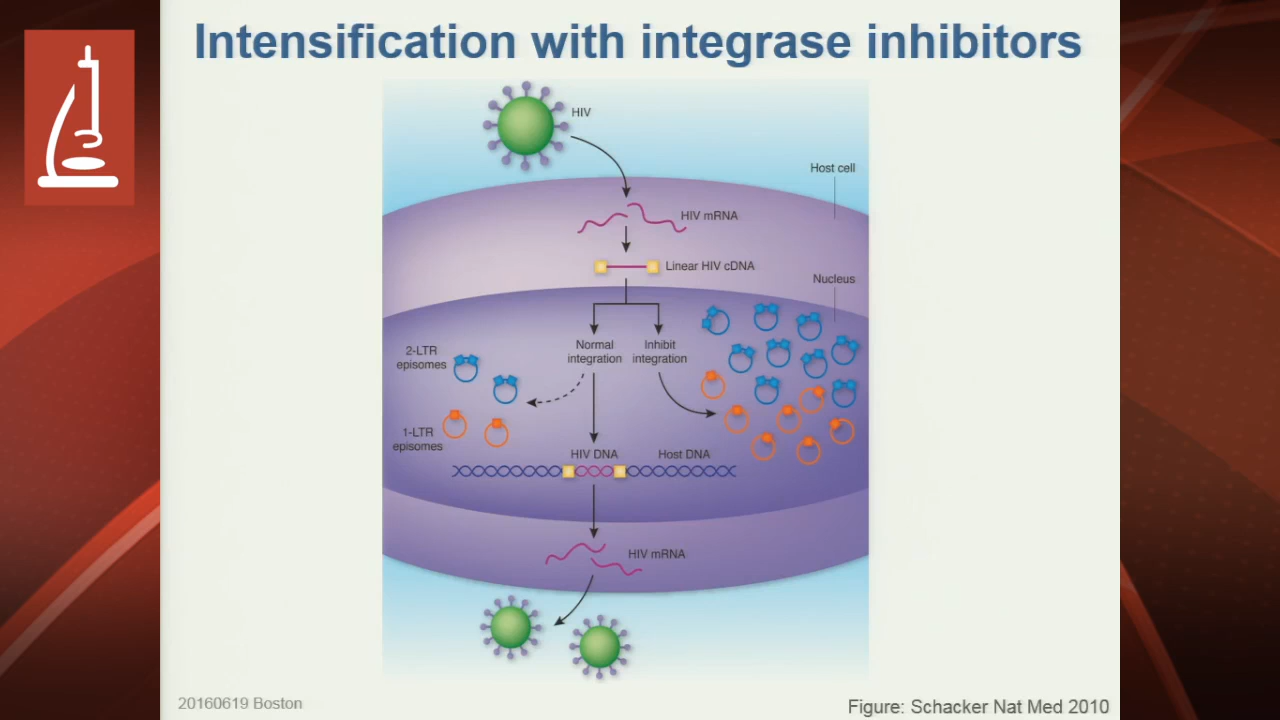 Intensification with integrase inhibitors
HIV
Host cell
HIV mRNA
Linear HIV cDNA
Nucleus
Normal
integration
Inhibit
integration
2-LTR
episomes
1-LTR
episomes
HIV DNA
Host DNA
HIV mRNA
20160619 Boston
Figure: Schacker Nat Med 2010